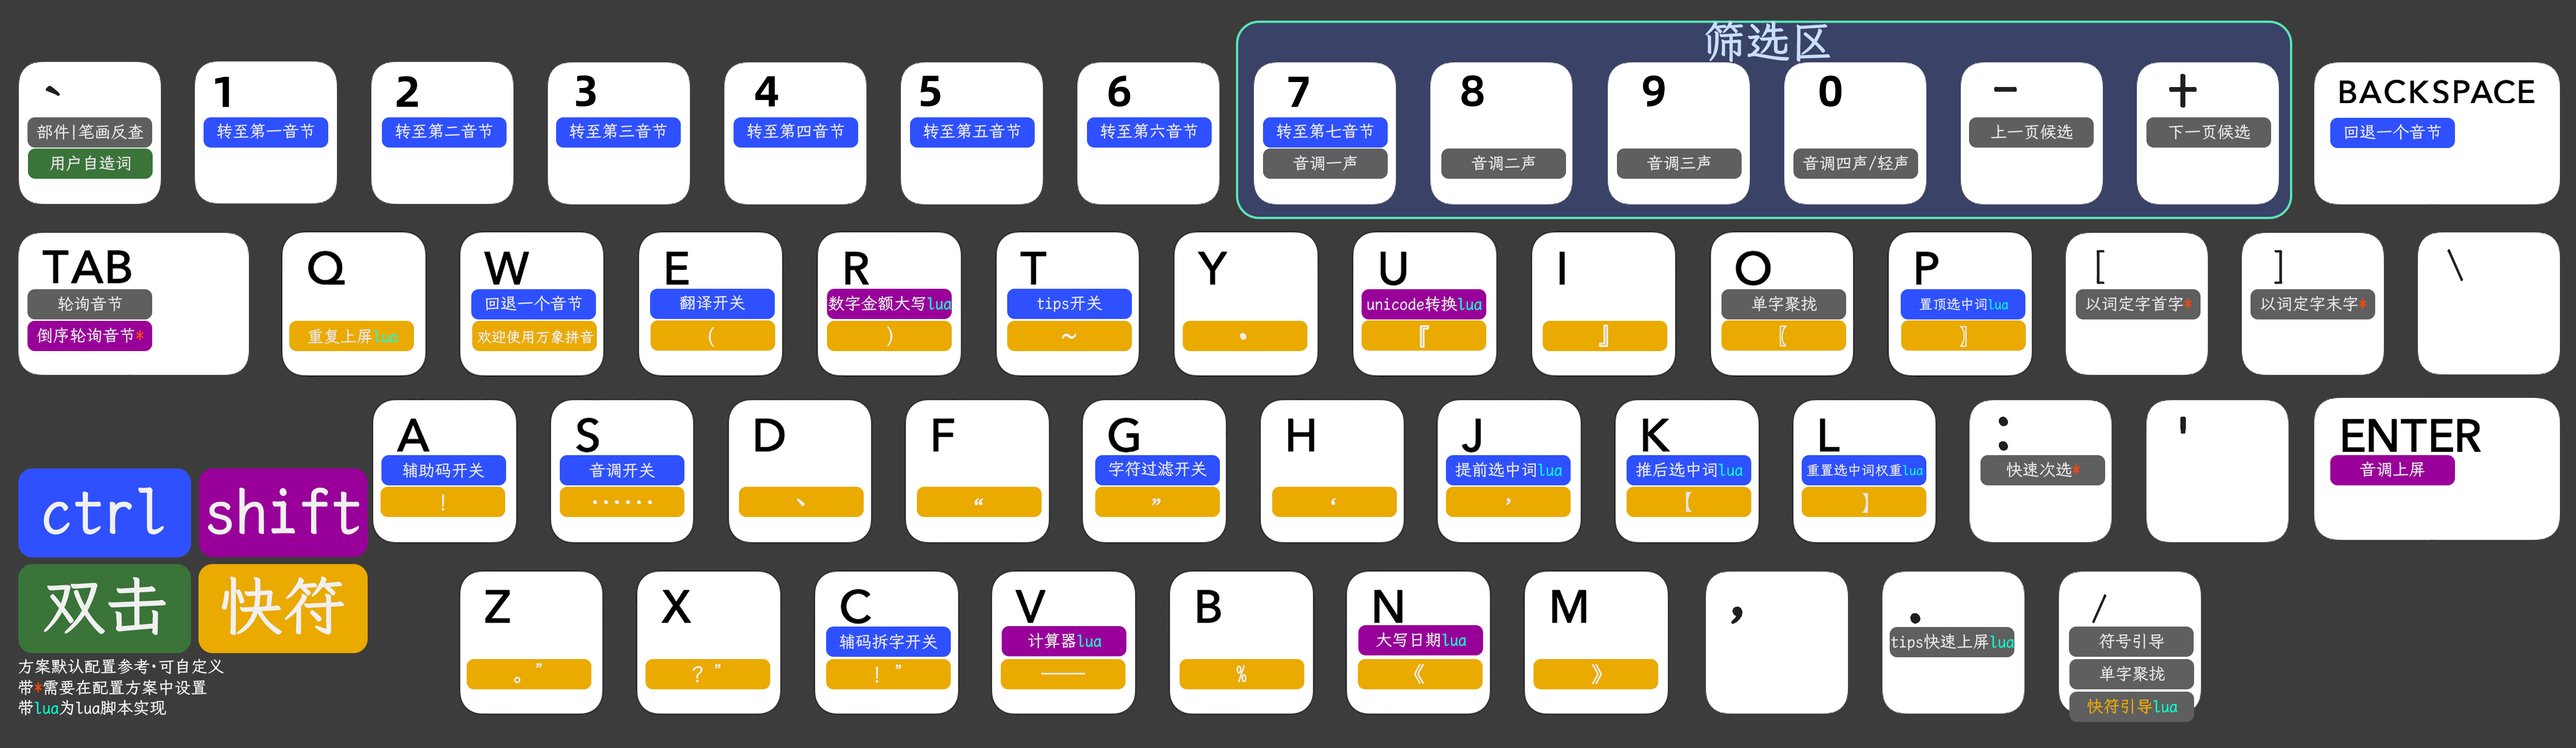 筛选区
` 1 2 3 4 5 6 7 8 9 0 - + BACKSPACE
部件|笔画反查 转至第一音节 转至第二音节 转至第三音节 转至第四音节 转至第五音节 转至第六音节 转至第七音节 上一页候选 下一页候选 回退一个音节
用户自造词 音调一声 音调二声 音调三声 音调四声/轻声
TAB Q W E R T Y U I O P [ ] \
轮询音节 回退一个音节 翻译开关 数字金额大写lua tips开关 unicode转换lua 单字聚拢 置顶选中词lua 以词定字首字* 以词定字末字*
倒序轮询音节* 重复上屏lua 欢迎使用万象拼音 ( ) ~ · 『 』 〖 〗
A S D F G H J K L : ' ENTER
辅助码开关 音调开关 字符过滤开关 提前选中词lua 推后选中词lua 重置选中词权重lua 快速次选* 音调上屏
! ······ 、 “ ” ‘ ’ 【 】
ctrl shift
双击 快符
Z X C V B N M , . /
辅码拆字开关 计算器lua 大写日期lua tips快速上屏lua 符号引导
。” ?” !” —— % 《 》 单字聚拢
快符引导lua
方案默认配置参考·可自定义
带*需要在配置方案中设置
带lua为lua脚本实现